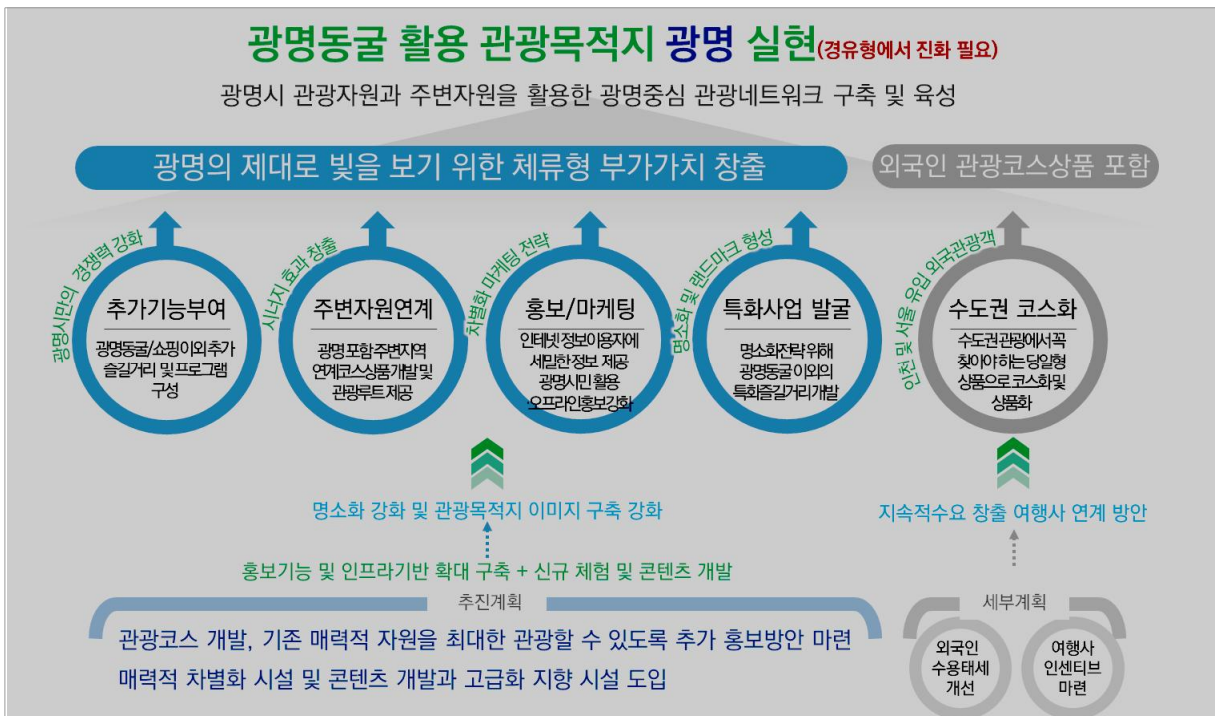 광명동굴 활용 관광목적지 광명 실현(경유형에서 진화 필요)
광명시 관광자원과 주변자원을 활용한 광명중심 관광네트워크 구축 및 육성
광명의 제대로 빛을 보기 위한 체류형 부가가치 창출
외국인 관광코스상품 포함
광명시만의 경쟁력 강화
추가기능부여
광명동굴/쇼핑 이외 추가
슬길거리 및 프로그램
구성
시너지 효과 창출
주변자원연계
광명 포함 주변지역
연계코스상품 개발 및
관광루트 제공
차별화 마케팅 전략
홍보/마케팅
인테넷 정보이용자에
세밀한 정보 제공
광명시민 활용
오프라인홍보강화
명소화 및 랜드마크 형성
특화사업 발굴
명소화전략 위해
광명동굴 이외의
특화즐길거리 개발
인천 및 서울 유입 외국관광객
수도권 코스화
수도권 관광에서 꼭
찾아야 하는 당일형
상품으로 코스화 및
상품화
명소화 강화 및 관광목적지 이미지 구축 강화
지속적수요 창출 여행사 연계 방안
홍보기능 및 인프라기반 확대 구축 + 신규 체험 및 콘텐츠 개발
추진계획
관광코스 개발, 기존 매력적 자원을 최대한 관광할 수 있도록 추가 홍보방안 마련
매력적 차별화 시설 및 콘텐츠 개발과 고급화 지향 시설 도입
세부계획
외국인
수용태세
개선
여행사
인센티브
마련